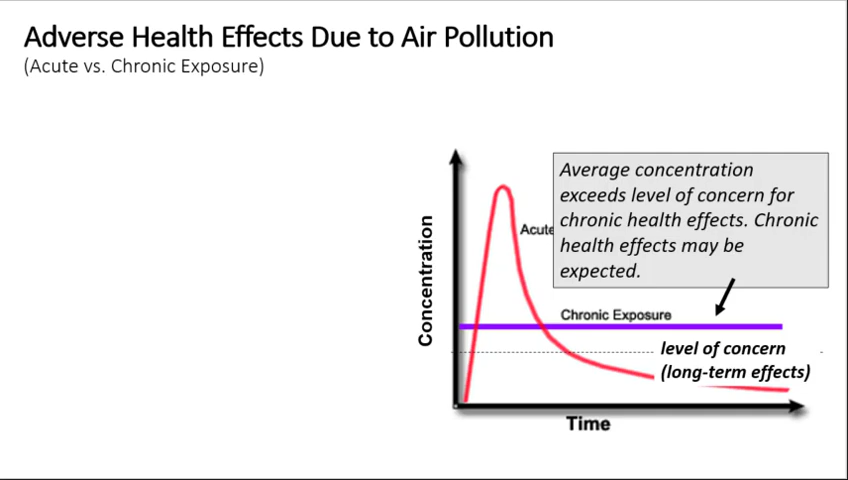 Adverse Health Effects Due to Air Pollution
(Acute vs. Chronic Exposure)
Average concentration
exceeds level of concern for
chronic health effects. Chronic
health effects may be
expected.
Acute
Concentration
Chronic Exposure
level of concern
(long-term effects)
Time